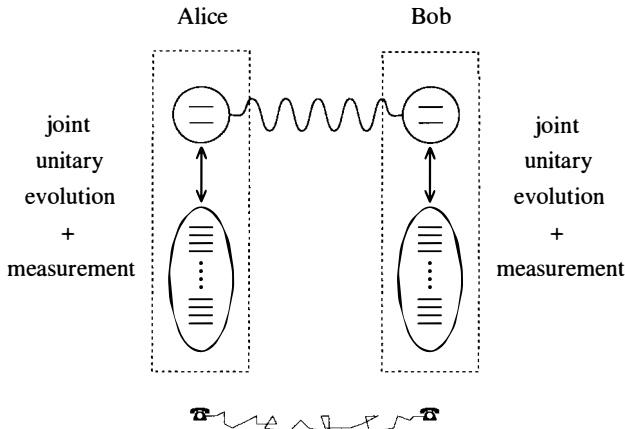 Alice
Bob
joint
unitary
evolution
+
measurement
joint
unitary
evolution
+
measurement